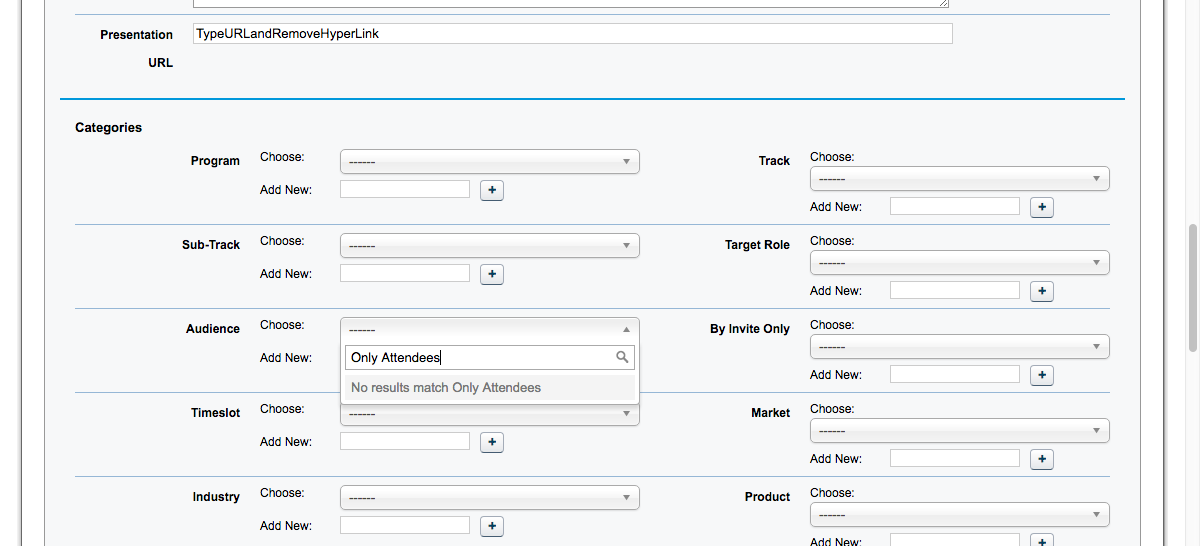 Presentation URL
TypeURLandRemoveHyperLink
Categories
Program
Choose:
------
Add New:
+
Track
Choose:
------
Add New:
+
Sub-Track
Choose:
------
Add New:
+
Target Role
Choose:
------
Add New:
+
Audience
Choose:
------
Only Attendees
No results match Only Attendees
Add New:
By Invite Only
Choose:
------
Add New:
+
Timeslot
Choose:
------
Add New:
+
Market
Choose:
------
Add New:
+
Industry
Choose:
------
Add New:
+
Product
Choose:
------
Add New:
+